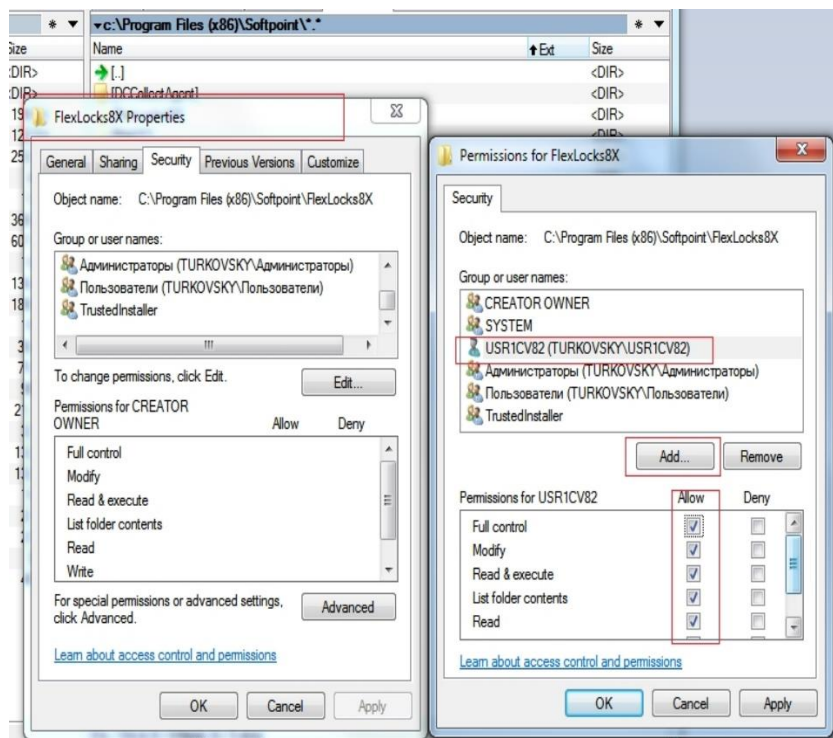 c:\Program Files (x86)\Softpoint\*.*
Size
Name
Ext
Size
<DIR>
[..]
<DIR>
<DIR>
[DCCollectAgent]
<DIR>
FlexLocks8X Properties
General
Sharing
Security
Previous Versions
Customize
Object name: C:\Program Files (x86)\Softpoint\FlexLocks8X
Group or user names:
Администраторы (TURKOVSKY\Администраторы)
Пользователи (TURKOVSKY\Пользователи)
TrustedInstaller
To change permissions, click Edit.
Edit...
Permissions for CREATOR
OWNER
Allow
Deny
Full control
Modify
Read & execute
List folder contents
Read
Write
For special permissions or advanced settings,
click Advanced.
Advanced
Learn about access control and permissions
OK
Cancel
Apply
Permissions for FlexLocks8X
Security
Object name: C:\Program Files (x86)\Softpoint\FlexLocks8X
Group or user names:
CREATOR OWNER
SYSTEM
USR1CV82 (TURKOVSKY\USR1CV82)
Администраторы (TURKOVSKY\Администраторы)
Пользователи (TURKOVSKY\Пользователи)
TrustedInstaller
Add...
Remove
Permissions for USR1CV82
Allow
Deny
Full control
Modify
Read & execute
List folder contents
Read
Learn about access control and permissions
OK
Cancel
Apply